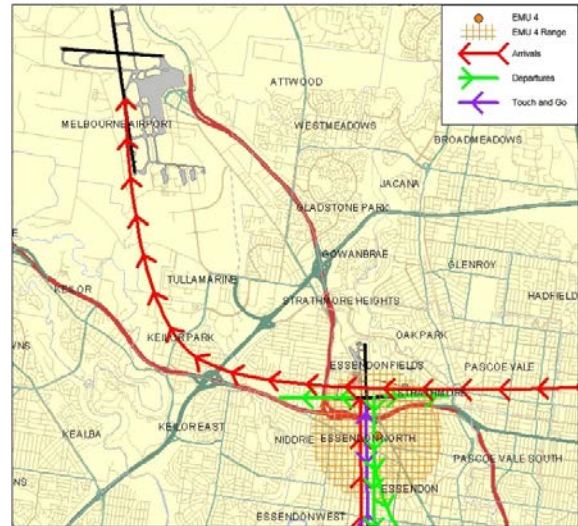 EMU 4
EMU 4 Range
Arrivals
Departures
Touch and Go
ATTWOOD
MELBOURNE AIRPORT
WESTMEADOWS
BROADMEADOWS
JACANA
GLADSTONE PARK
GOWANBRAE
GLENROY
TULLAMARINE
KEILOR
HADFIELD
STRATHMORE HEIGHTS
KEILOR PARK
OAK PARK
ESSENDON FIELDS
PASCOE VALE
STRATHMORE
KEILOR EAST
KEALBA
NIDDRIE
ESSENDON NORTH
PASCOE VALE SOUTH
ESSENDON
ESSENDON WEST